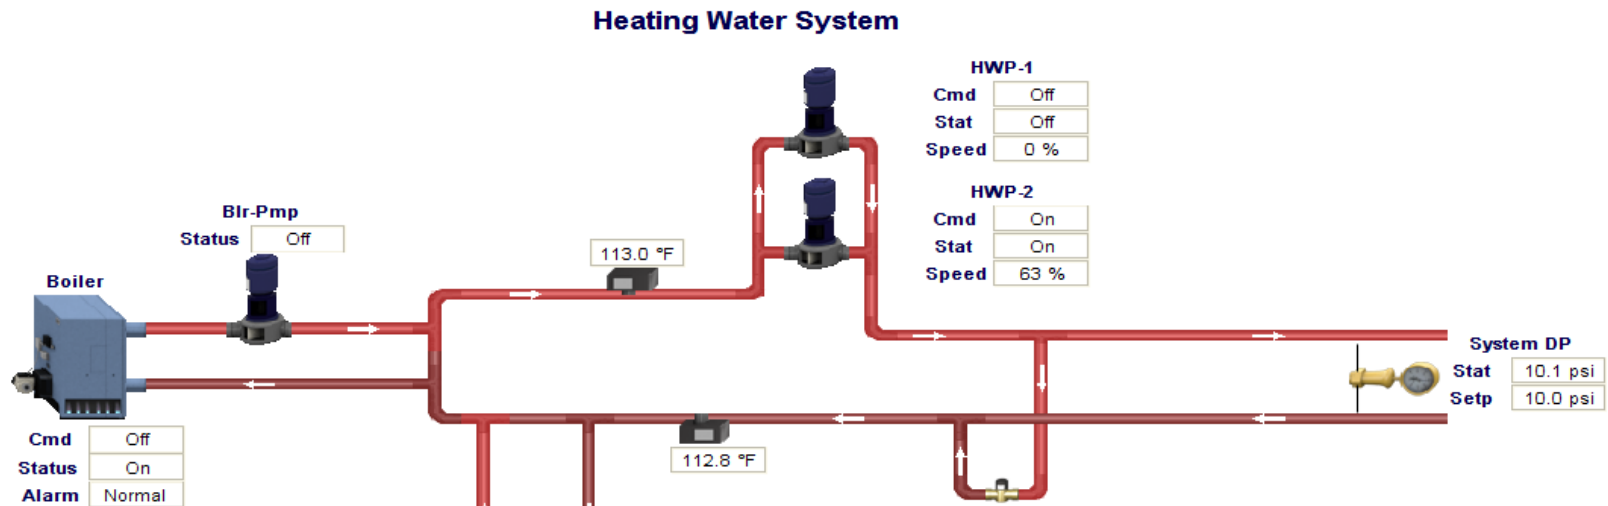 Heating Water System
HWP-1
Cmd Off
Stat Off
Speed 0 %
HWP-2
Cmd On
Stat On
Speed 63 %
Blr-Pmp
Status Off
113.0 °F
Boiler
System DP
Stat 10.1 psi
Setp 10.0 psi
112.8 °F
Cmd Off
Status On
Alarm Normal